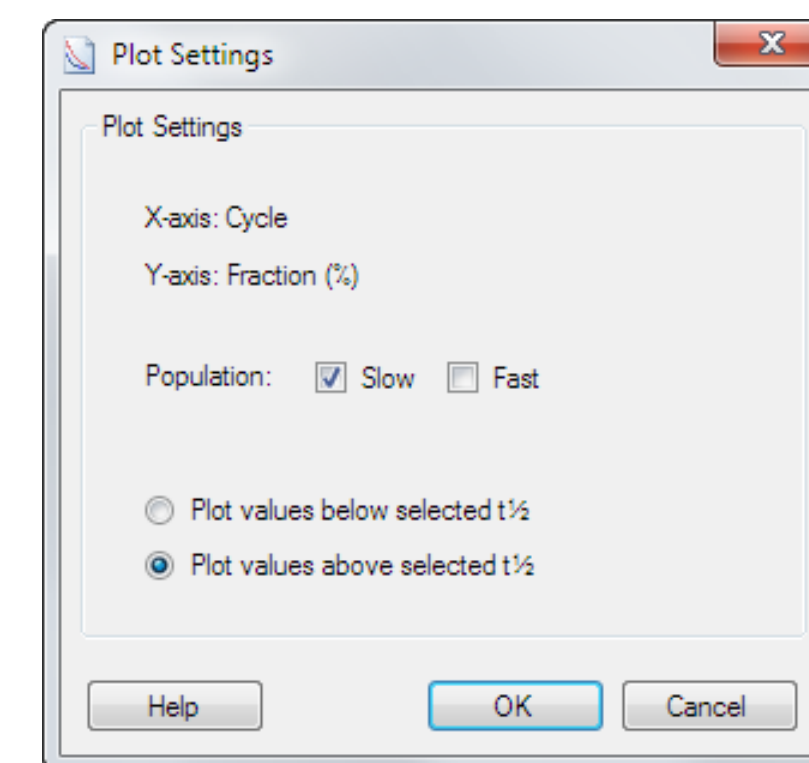 Plot Settings
Plot Settings
X-axis: Cycle
Y-axis: Fraction (%)
Population: Slow Fast
Plot values below selected t½
Plot values above selected t½
Help OK Cancel